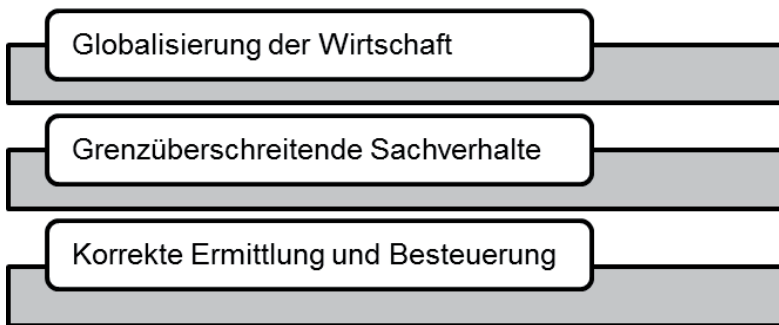 Globalisierung der Wirtschaft
Grenzüberschreitende Sachverhalte
Korrekte Ermittlung und Besteuerung